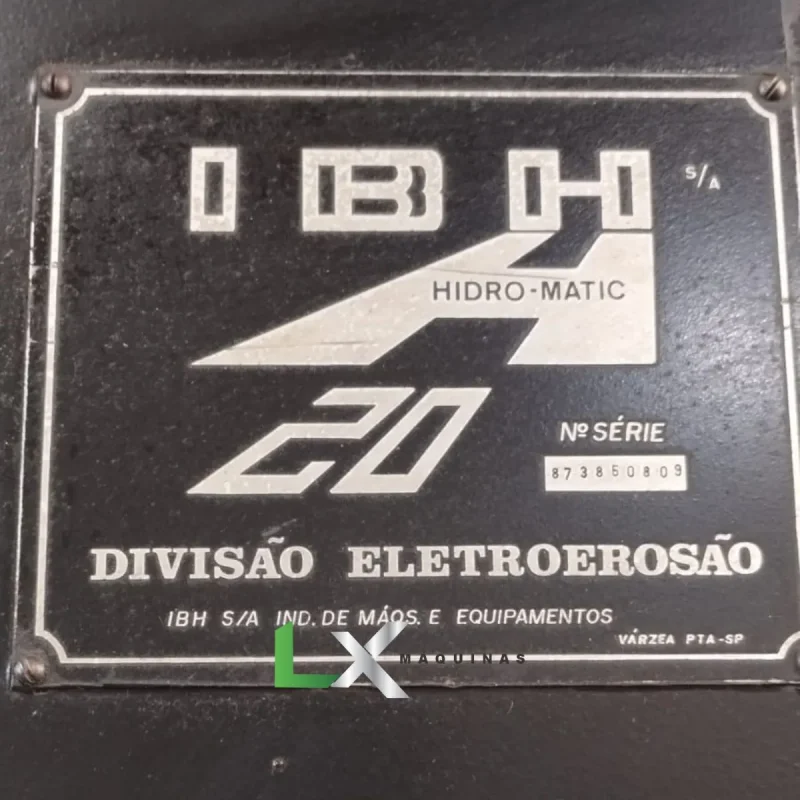 IBH S/A
HIDRO-MATIC
20
Nº SÉRIE
873850809
DIVISÃO ELETROEROSÃO
IBH S/A IND. DE MÁQS. E EQUIPAMENTOS
VÁRZEA PTA-SP
LX MAQUINAS